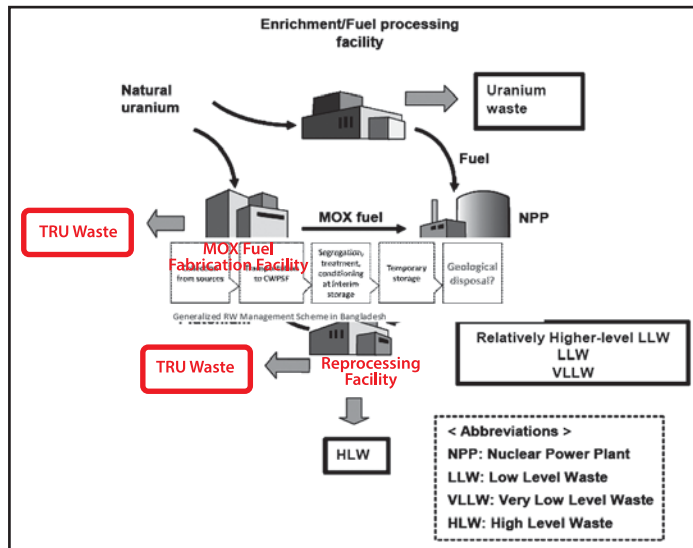 Enrichment/Fuel processing
facility
Natural
uranium
Uranium
waste
Fuel
TRU Waste
MOX fuel
NPP
MOX Fuel
Fabrication Facility
from sources
to CWPSF
Segregation,
treatment,
conditioning
at interim
storage
Temporary
storage
Geological
disposal?
Generalized RW Management Scheme in Bangladesh
TRU Waste
Reprocessing
Facility
Relatively Higher-level LLW
LLW
VLLW
HLW
< Abbreviations >
NPP: Nuclear Power Plant
LLW: Low Level Waste
VLLW: Very Low Level Waste
HLW: High Level Waste